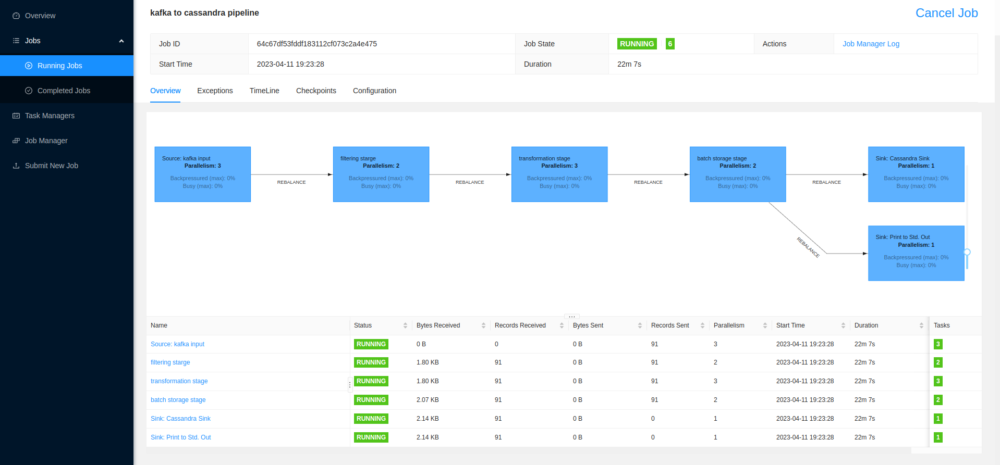 Overview
Jobs
Running Jobs
Completed Jobs
Task Managers
Job Manager
Submit New Job
kafka to cassandra pipeline
Cancel Job
Job ID 64c67df53fddf183112cf073c2a4e475 Job State RUNNING 6 Actions Job Manager Log
Start Time 2023-04-11 19:23:28 Duration 22m 7s
Overview Exceptions TimeLine Checkpoints Configuration
Source: kafka input
Parallelism: 3
Backpressured (max): 0%
Busy (max): 0%
REBALANCE
filtering starge
Parallelism: 2
Backpressured (max): 0%
Busy (max): 0%
REBALANCE
transformation stage
Parallelism: 3
Backpressured (max): 0%
Busy (max): 0%
REBALANCE
batch storage stage
Parallelism: 2
Backpressured (max): 0%
Busy (max): 0%
REBALANCE
Sink: Cassandra Sink
Parallelism: 1
Backpressured (max): 0%
Busy (max): 0%
REBALANCE
Sink: Print to Std. Out
Parallelism: 1
Backpressured (max): 0%
Busy (max): 0%
Name Status Bytes Received Records Received Bytes Sent Records Sent Parallelism Start Time Duration Tasks
Source: kafka input RUNNING 0 B 0 0 B 91 3 2023-04-11 19:23:28 22m 7s 3
filtering starge RUNNING 1.80 KB 91 0 B 91 2 2023-04-11 19:23:28 22m 7s 2
transformation stage RUNNING 1.80 KB 91 0 B 91 3 2023-04-11 19:23:28 22m 7s 3
batch storage stage RUNNING 2.07 KB 91 0 B 91 2 2023-04-11 19:23:28 22m 7s 2
Sink: Cassandra Sink RUNNING 2.14 KB 91 0 B 0 1 2023-04-11 19:23:28 22m 7s 1
Sink: Print to Std. Out RUNNING 2.14 KB 91 0 B 0 1 2023-04-11 19:23:28 22m 7s 1